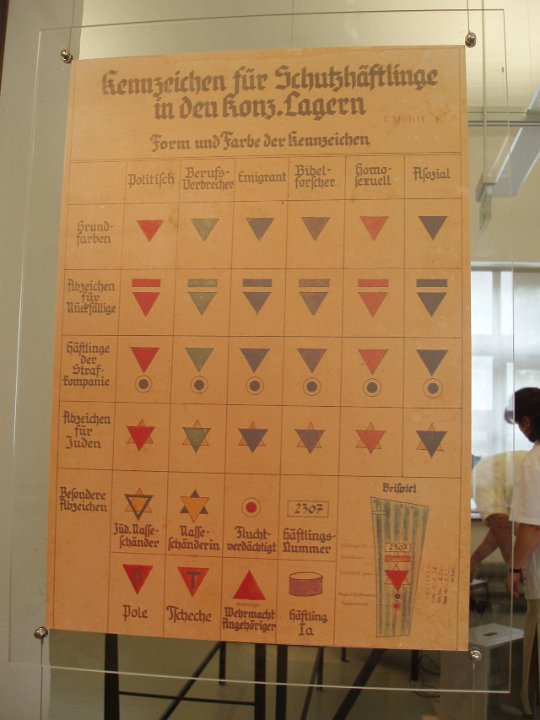 Kennzeichen für Schutzhäftlinge
in den Konz.Lagern
Form und Farbe der Kennzeichen
Politisch
Berufs-
Verbrecher
Emigrant
Bibel-
forscher
Homo-
sexuell
Asozial
Grund-
farben
Abzeichen
für
Rückfällige
Häftlinge
der
Straf-
kompanie
Abzeichen
für
Juden
Besondere
Abzeichen
Jüd. Rasse-
schänder
Rasse-
schänderin
Flucht-
verdächtigt
2307
Häftlings-
Nummer
Beispiel
2307
P
Pole
T
Tscheche
Wehrmacht
Angehöriger
Häftling
Ia